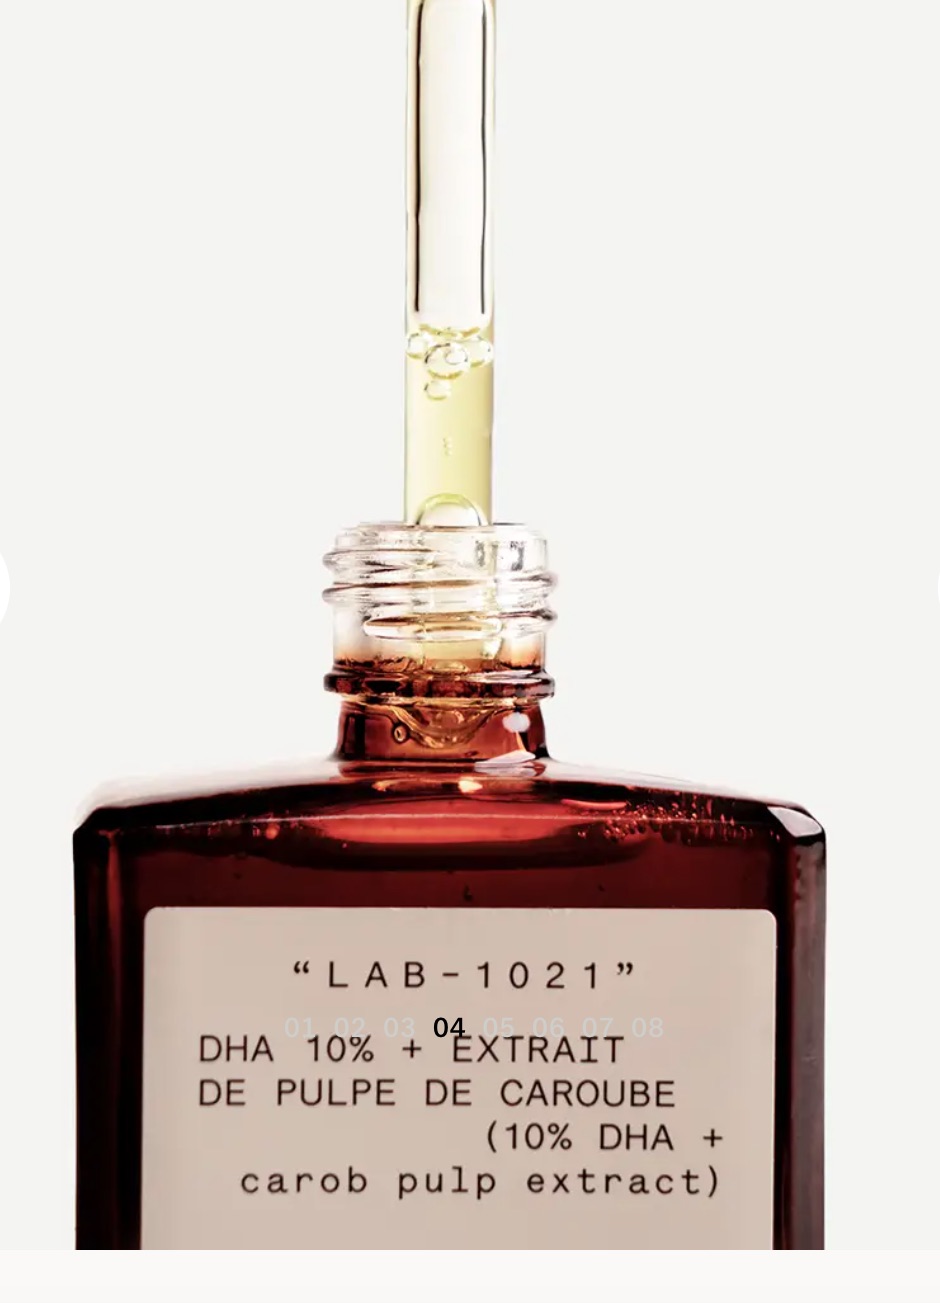 “LAB-1021”
01 02 03 04 05 06 07 08
DHA 10% + EXTRAIT
DE PULPE DE CAROUBE
(10% DHA +
carob pulp extract)